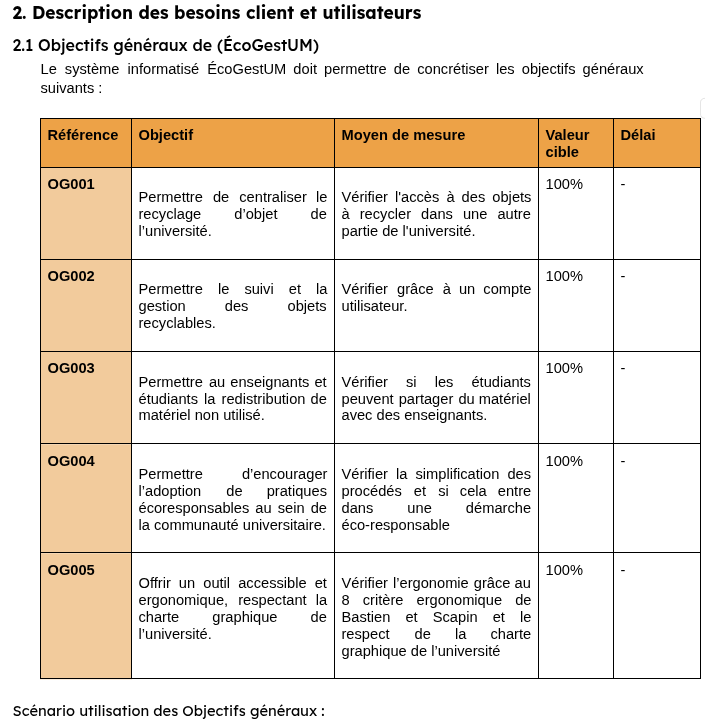 2. Description des besoins client et utilisateurs
2.1 Objectifs généraux de (ÉcoGestUM)
Le système informatisé ÉcoGestUM doit permettre de concrétiser les objectifs généraux
suivants :
Référence
Objectif
Moyen de mesure
Valeur
cible
Délai
OG001
Permettre de centraliser le
recyclage d’objet de
l’université.
Vérifier l'accès à des objets
à recycler dans une autre
partie de l'université.
100%
-
OG002
Permettre le suivi et la
gestion des objets
recyclables.
Vérifier grâce à un compte
utilisateur.
100%
-
OG003
Permettre au enseignants et
étudiants la redistribution de
matériel non utilisé.
Vérifier si les étudiants
peuvent partager du matériel
avec des enseignants.
100%
-
OG004
Permettre d’encourager
l’adoption de pratiques
écoresponsables au sein de
la communauté universitaire.
Vérifier la simplification des
procédés et si cela entre
dans une démarche
éco-responsable
100%
-
OG005
Offrir un outil accessible et
ergonomique, respectant la
charte graphique de
l’université.
Vérifier l’ergonomie grâce au
8 critère ergonomique de
Bastien et Scapin et le
respect de la charte
graphique de l’université
100%
-
Scénario utilisation des Objectifs généraux :